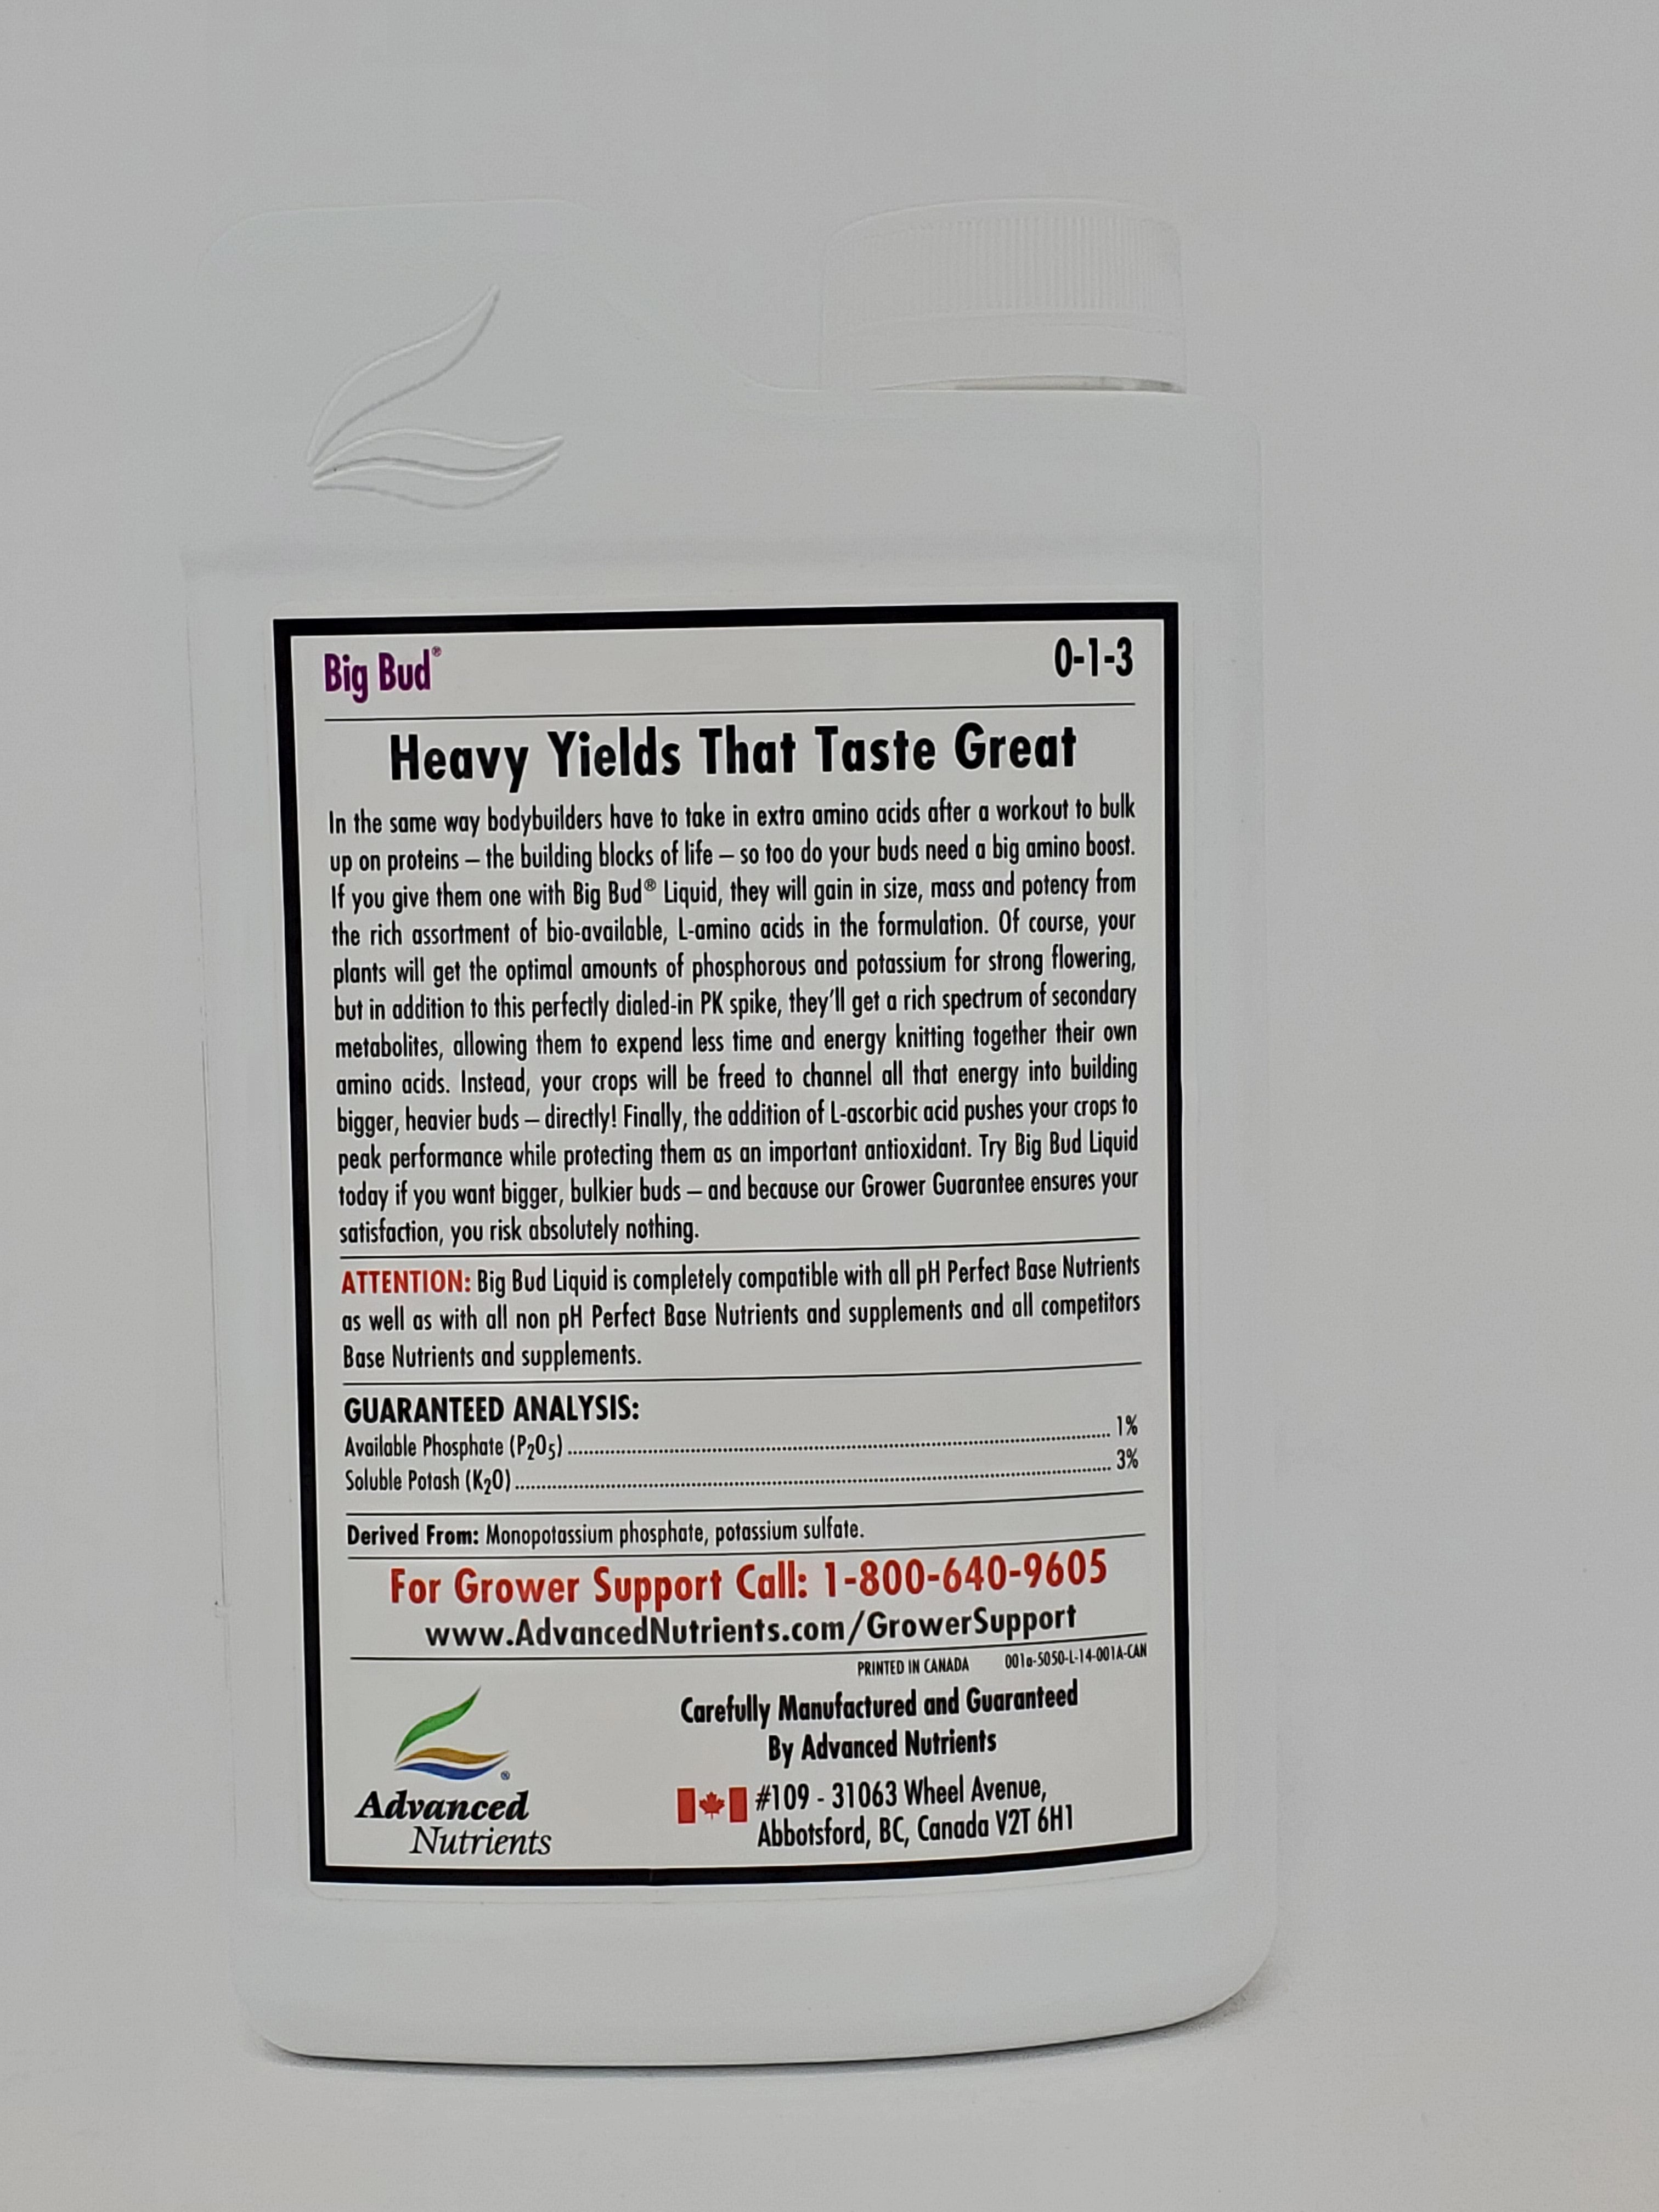 Big Bud® 0-1-3
Heavy Yields That Taste Great
In the same way bodybuilders have to take in extra amino acids after a workout to bulk
up on proteins – the building blocks of life – so too do your buds need a big amino boost.
If you give them one with Big Bud® Liquid, they will gain in size, mass and potency from
the rich assortment of bio-available, L-amino acids in the formulation. Of course, your
plants will get the optimal amounts of phosphorous and potassium for strong flowering,
but in addition to this perfectly dialed-in PK spike, they'll get a rich spectrum of secondary
metabolites, allowing them to expend less time and energy knitting together their own
amino acids. Instead, your crops will be freed to channel all that energy into building
bigger, heavier buds – directly! Finally, the addition of L-ascorbic acid pushes your crops to
peak performance while protecting them as an important antioxidant. Try Big Bud Liquid
today if you want bigger, bulkier buds – and because our Grower Guarantee ensures your
satisfaction, you risk absolutely nothing.
ATTENTION: Big Bud Liquid is completely compatible with all pH Perfect Base Nutrients
as well as with all non pH Perfect Base Nutrients and supplements and all competitors
Base Nutrients and supplements.
GUARANTEED ANALYSIS:
Available Phosphate (P₂O₅) ........................................ 1%
Soluble Potash (K₂O) ........................................ 3%
Derived From: Monopotassium phosphate, potassium sulfate.
For Grower Support Call: 1-800-640-9605
www.AdvancedNutrients.com/GrowerSupport
PRINTED IN CANADA 001a-5050-L-14-001A-CAN
Carefully Manufactured and Guaranteed
By Advanced Nutrients
#109 - 31063 Wheel Avenue,
Abbotsford, BC, Canada V2T 6H1
Advanced
Nutrients ®